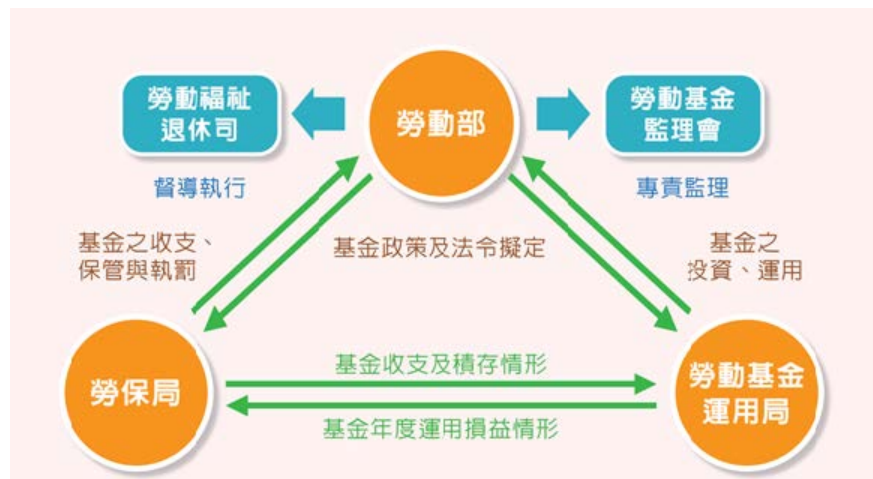 勞動福祉
退休司
勞動部
勞動基金
監理會
督導執行
專責監理
基金之收支、
保管與執罰
基金政策及法令擬定
基金之
投資、運用
勞保局
基金收支及積存情形
基金年度運用損益情形
勞動基金
運用局